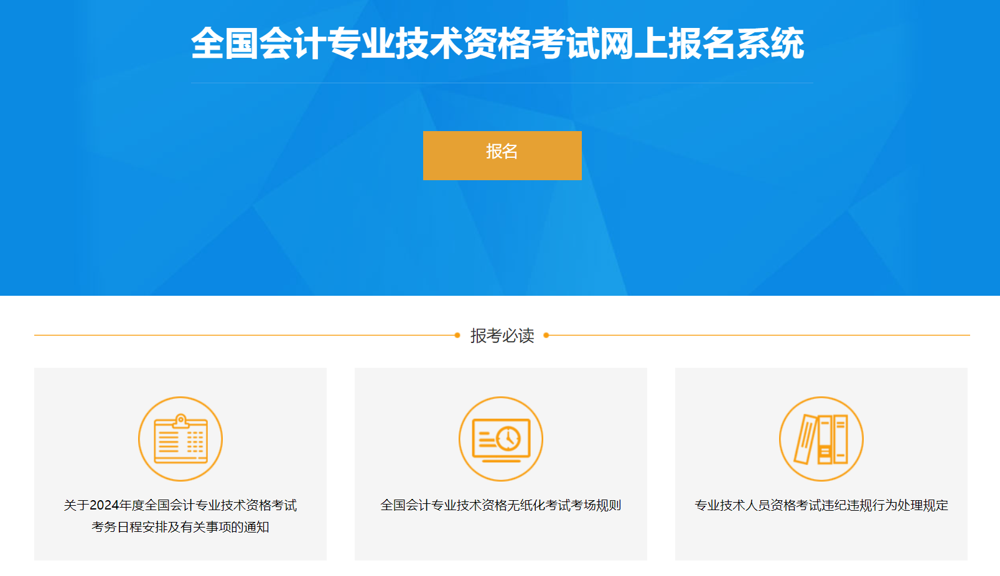 全国会计专业技术资格考试网上报名系统
报名
报考必读
关于2024年度全国会计专业技术资格考试
考务日程安排及有关事项的通知
全国会计专业技术资格无纸化考试考场规则
专业技术人员资格考试违纪违规行为处理规定